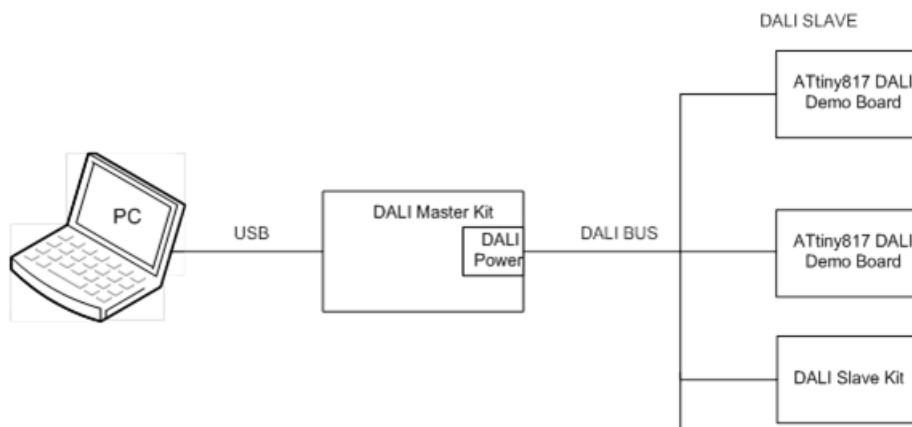 DALI SLAVE
ATtiny817 DALI
Demo Board
PC
USB
DALI Master Kit
DALI
Power
DALI BUS
ATtiny817 DALI
Demo Board
DALI Slave Kit